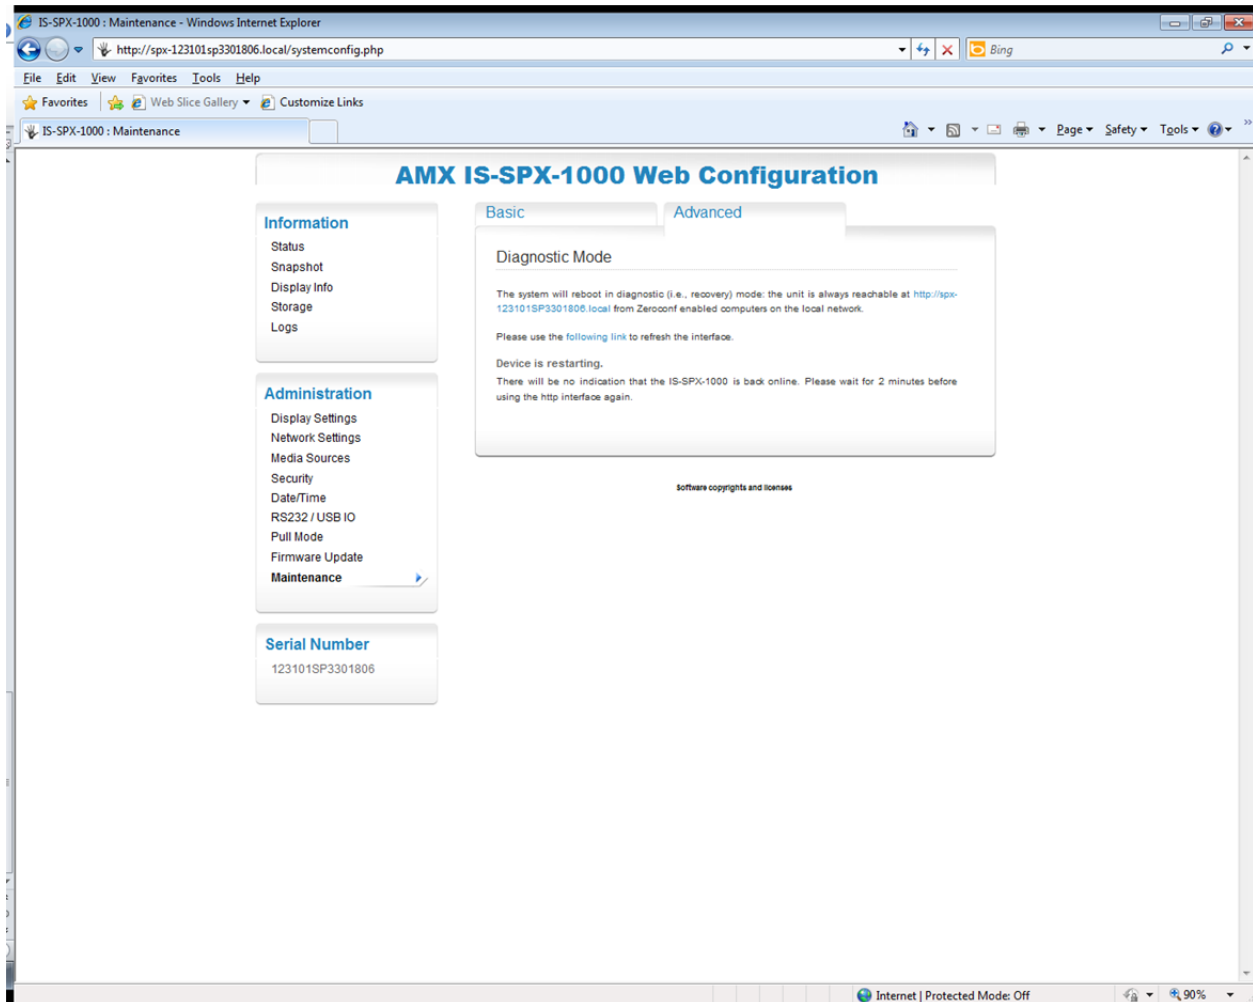 IS-SPX-1000 : Maintenance - Windows Internet Explorer
http://spx-123101sp3301806.local/systemconfig.php
Bing
File Edit View Favorites Tools Help
Favorites Web Slice Gallery Customize Links
IS-SPX-1000 : Maintenance
Page Safety Tools
AMX IS-SPX-1000 Web Configuration
Information
Status
Snapshot
Display Info
Storage
Logs
Administration
Display Settings
Network Settings
Media Sources
Security
Date/Time
RS232 / USB IO
Pull Mode
Firmware Update
Maintenance
Serial Number
123101SP3301806
Basic Advanced
Diagnostic Mode
The system will reboot in diagnostic (i.e., recovery) mode: the unit is always reachable at http://spx-
123101SP3301806.local from Zeroconf enabled computers on the local network.
Please use the following link to refresh the interface.
Device is restarting.
There will be no indication that the IS-SPX-1000 is back online. Please wait for 2 minutes before
using the http interface again.
Software copyrights and licenses
Internet | Protected Mode: Off
90%